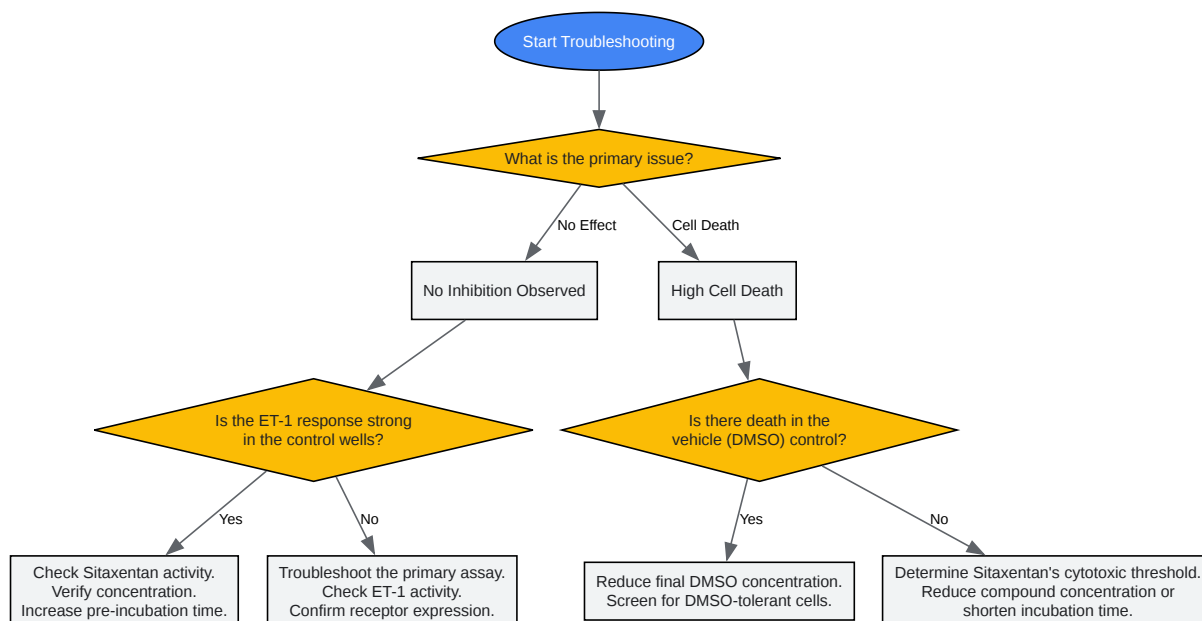 Start Troubleshooting
What is the primary issue?
No Effect
Cell Death
No Inhibition Observed
High Cell Death
Is the ET-1 response strong
in the control wells?
Is there death in the
vehicle (DMSO) control?
Yes
No
Yes
No
Check Sitaxentan activity.
Verify concentration.
Increase pre-incubation time.
Troubleshoot the primary assay.
Check ET-1 activity.
Confirm receptor expression.
Reduce final DMSO concentration.
Screen for DMSO-tolerant cells.
Determine Sitaxentan's cytotoxic threshold.
Reduce compound concentration or
shorten incubation time.